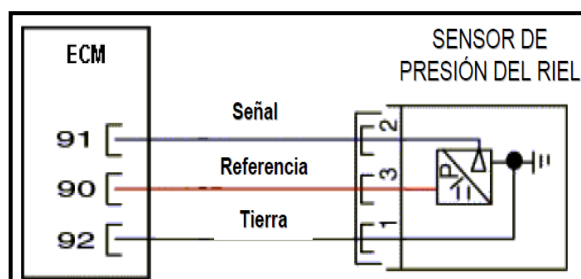 ECM
SENSOR DE
PRESIÓN DEL RIEL
91 Señal 2
90 Referencia 3
92 Tierra 1
P